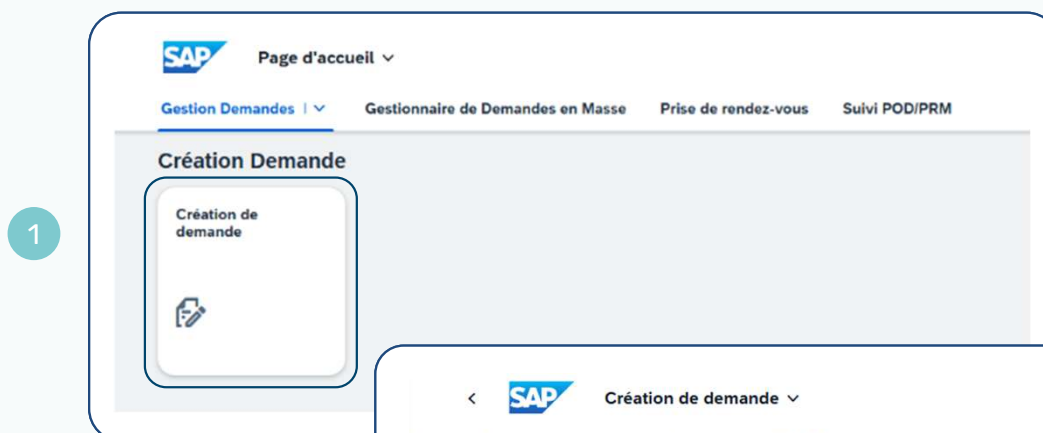 SAP Page d'accueil
Gestion Demandes Gestionnaire de Demandes en Masse Prise de rendez-vous Suivi POD/PRM
Création Demande
Création de
demande
1
SAP Création de demande